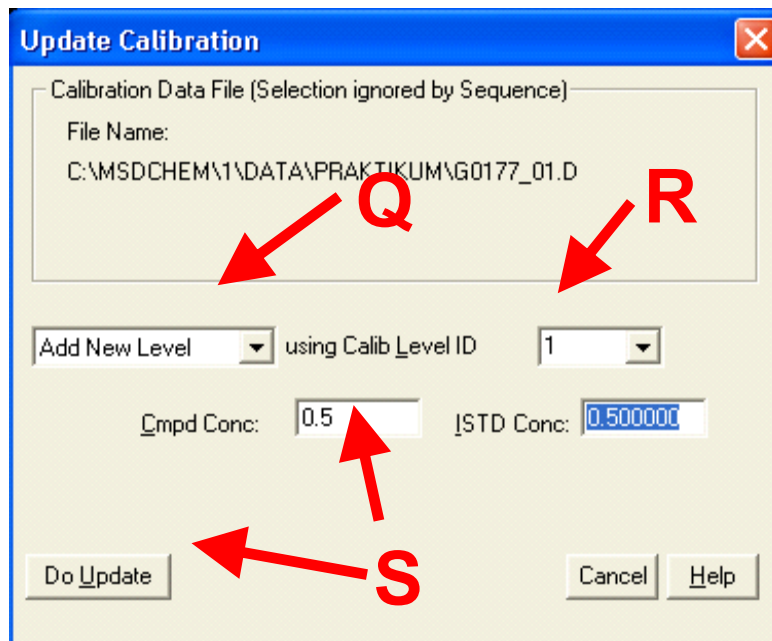 Update Calibration
Calibration Data File (Selection ignored by Sequence)
File Name:
C:\MSDCHEM\1\DATA\PRAKTIKUM\G0177_01.D
Q
R
Add New Level using Calib Level ID 1
Cmpd Conc: 0.5 ISTD Conc: 0.500000
S
Do Update Cancel Help